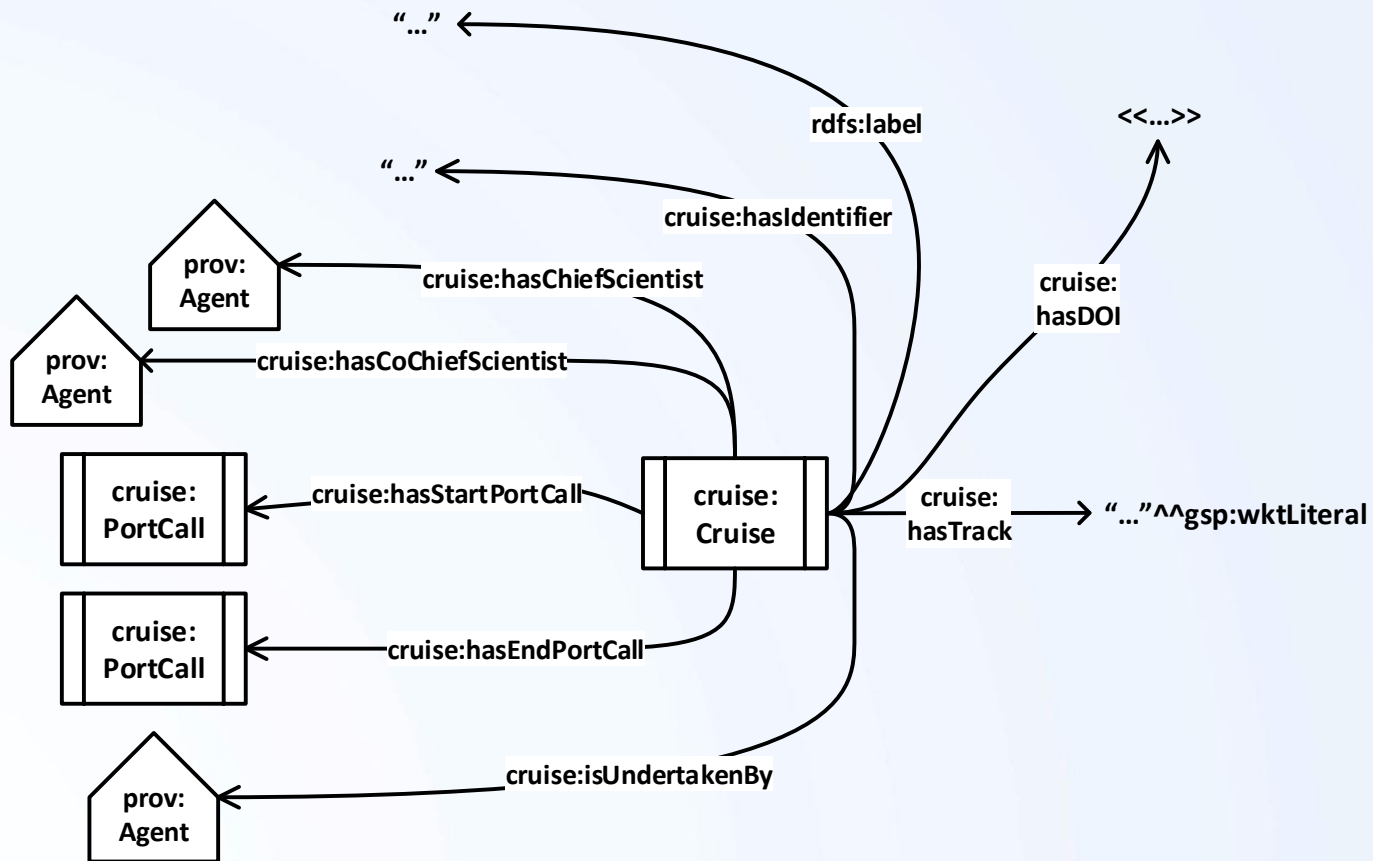 “…”
rdfs:label
<<…>>
“…”
cruise:hasIdentifier
prov:
Agent
cruise:hasChiefScientist
cruise:
hasDOI
prov:
Agent
cruise:hasCoChiefScientist
cruise:
PortCall
cruise:hasStartPortCall
cruise:
Cruise
cruise:
hasTrack
“…”^^gsp:wktLiteral
cruise:
PortCall
cruise:hasEndPortCall
prov:
Agent
cruise:isUndertakenBy